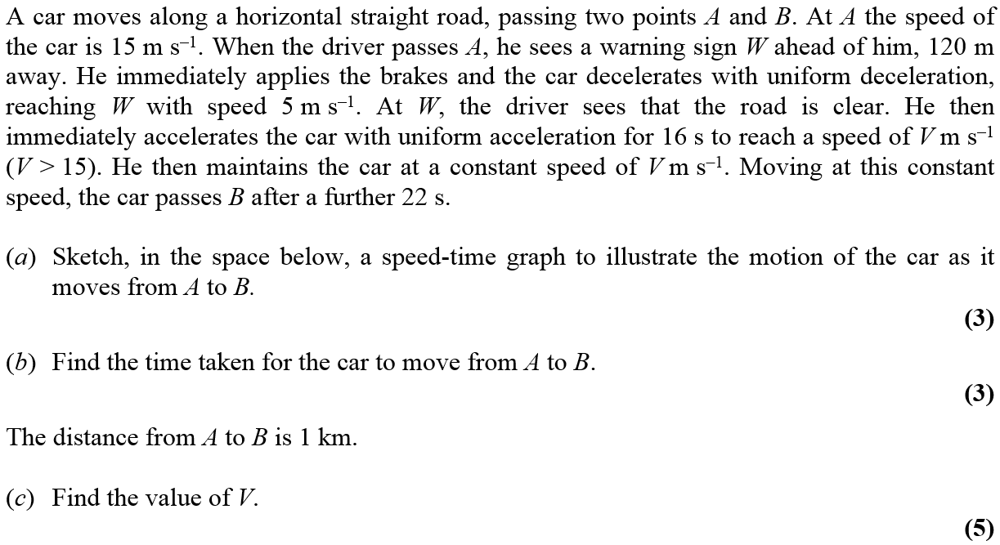 A car moves along a horizontal straight road, passing two points A and B. At A the speed of
the car is 15 m s⁻¹. When the driver passes A, he sees a warning sign W ahead of him, 120 m
away. He immediately applies the brakes and the car decelerates with uniform deceleration,
reaching W with speed 5 m s⁻¹. At W, the driver sees that the road is clear. He then
immediately accelerates the car with uniform acceleration for 16 s to reach a speed of V m s⁻¹
(V > 15). He then maintains the car at a constant speed of V m s⁻¹. Moving at this constant
speed, the car passes B after a further 22 s.
(a) Sketch, in the space below, a speed-time graph to illustrate the motion of the car as it
moves from A to B.
(3)
(b) Find the time taken for the car to move from A to B.
(3)
The distance from A to B is 1 km.
(c) Find the value of V.
(5)